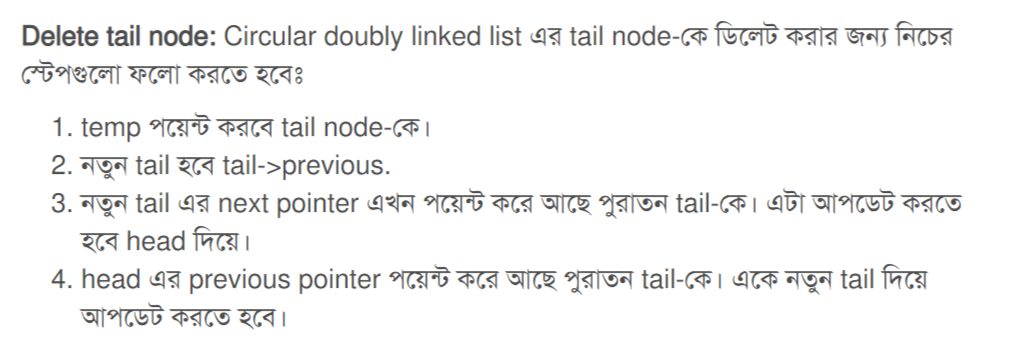 Delete tail node: Circular doubly linked list এর tail node-কে ডিলেট করার জন্য নিচের
স্টেপগুলো ফলো করতে হবেঃ
1. temp পয়েন্ট করবে tail node-কে।
2. নতুন tail হবে tail->previous.
3. নতুন tail এর next pointer এখন পয়েন্ট করে আছে পুরাতন tail-কে। এটা আপডেট করতে
হবে head দিয়ে।
4. head এর previous pointer পয়েন্ট করে আছে পুরাতন tail-কে। একে নতুন tail দিয়ে
আপডেট করতে হবে।